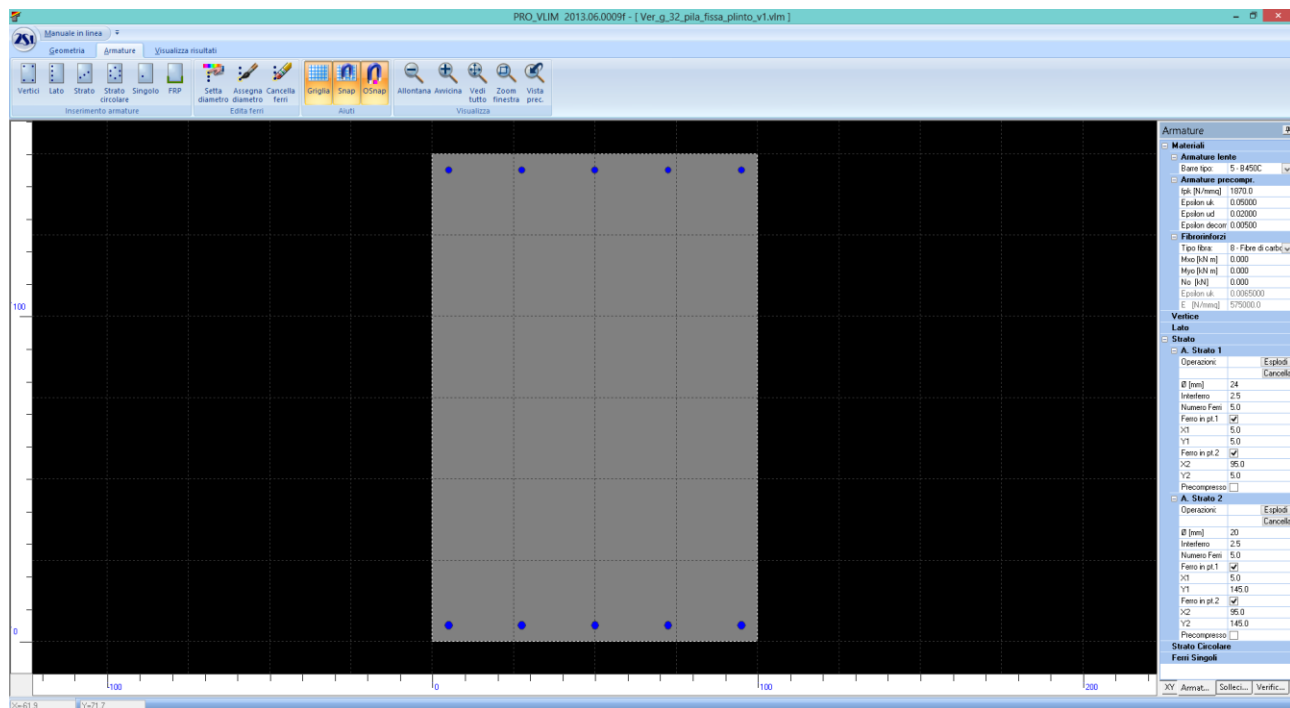 PRO_VLIM 2013.06.0009f - [ Ver_g_32_pila_fissa_plinto_v1.vlm ]
2SI
Manuale in linea
Geometria Armature Visualizza risultati
Vertici Lato Strato Strato circolare Singolo FRP
Setta diametro Assegna diametro Cancella ferri
Griglia Snap OSnap
Allontana Avvicina Vedi tutto Zoom finestra Vista prec.
Inserimento armature Edita ferri Aiuti Visualizza
100
0
-100 0 100 200
Armature
Materiali
Armature lente
Barre tipo: 5 - B450C
Armature precompr.
fpk [N/mmq] 1870.0
Epsilon uk 0.05000
Epsilon ud 0.02000
Epsilon decom 0.00500
Fibrorinforzi
Tipo fibra: 8 - Fibre di carbo
Mxo [kN m] 0.000
Myo [kN m] 0.000
No [kN] 0.000
Epsilon uk 0.0065000
E [N/mmq] 575000.0
Vertice
Lato
Strato
A. Strato 1
Operazioni: Esplodi
Cancella
Ø [mm] 24
Interferro 2.5
Numero Ferri 5.0
Ferro in pt.1
X1 5.0
Y1 5.0
Ferro in pt.2
X2 95.0
Y2 5.0
Precompresso
A. Strato 2
Operazioni: Esplodi
Cancella
Ø [mm] 20
Interferro 2.5
Numero Ferri 5.0
Ferro in pt.1
X1 5.0
Y1 145.0
Ferro in pt.2
X2 95.0
Y2 145.0
Precompresso
Strato Circolare
Ferri Singoli
XY Armat... Solleci... Verific...
X=-61.9 Y=71.7